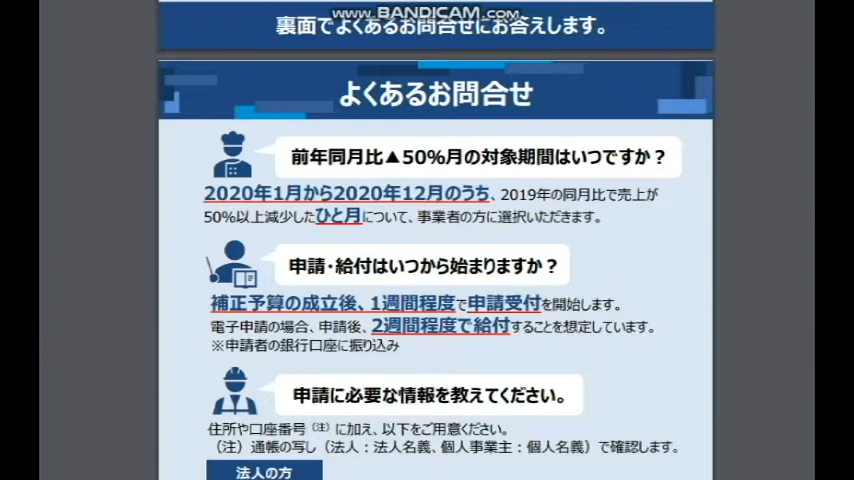 www.BANDICAM.com
裏面でよくあるお問合せにお答えします。
よくあるお問合せ
前年同月比▲50%月の対象期間はいつですか?
2020年1月から2020年12月のうち、2019年の同月比で売上が
50%以上減少したひと月について、事業者の方に選択いただきます。
申請・給付はいつから始まりますか?
補正予算の成立後、1週間程度で申請受付を開始します。
電子申請の場合、申請後、2週間程度で給付することを想定しています。
※申請者の銀行口座に振り込み
申請に必要な情報を教えてください。
住所や口座番号(注)に加え、以下をご用意ください。
(注)通帳の写し(法人:法人名義、個人事業主:個人名義)で確認します。
法人の方